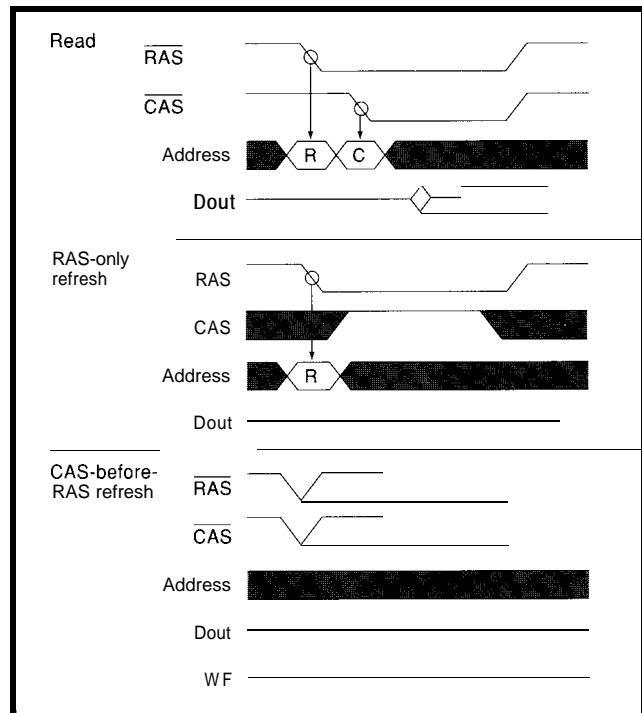 Read
RAS
CAS
Address R C
Dout
RAS-only
refresh
RAS
CAS
Address R
Dout
CAS-before-
RAS refresh
RAS
CAS
Address
Dout
WF